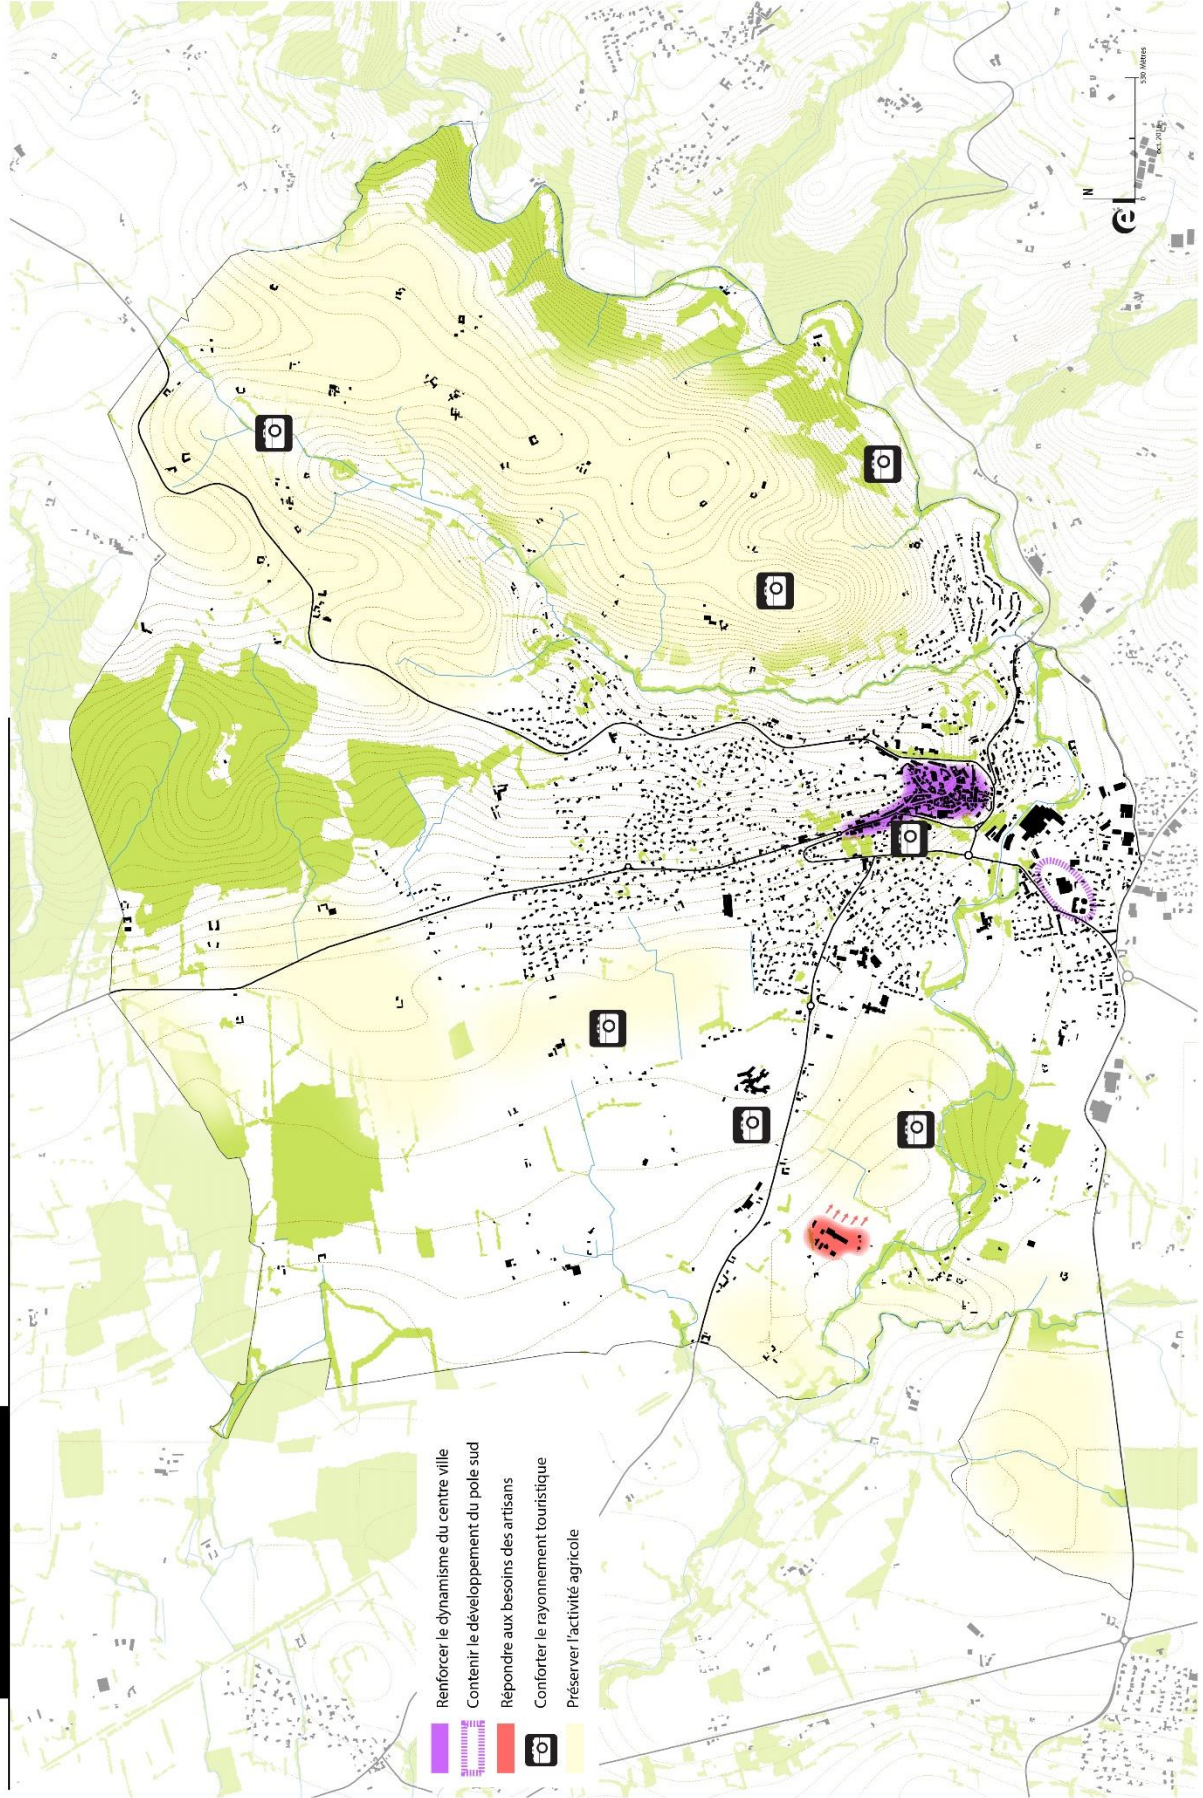 Renforcer le dynamisme du centre ville
Contenir le développement du pole sud
Répondre aux besoins des artisans
Conforter le rayonnement touristique
Préserver l'activité agricole
N
0
530 Mètres